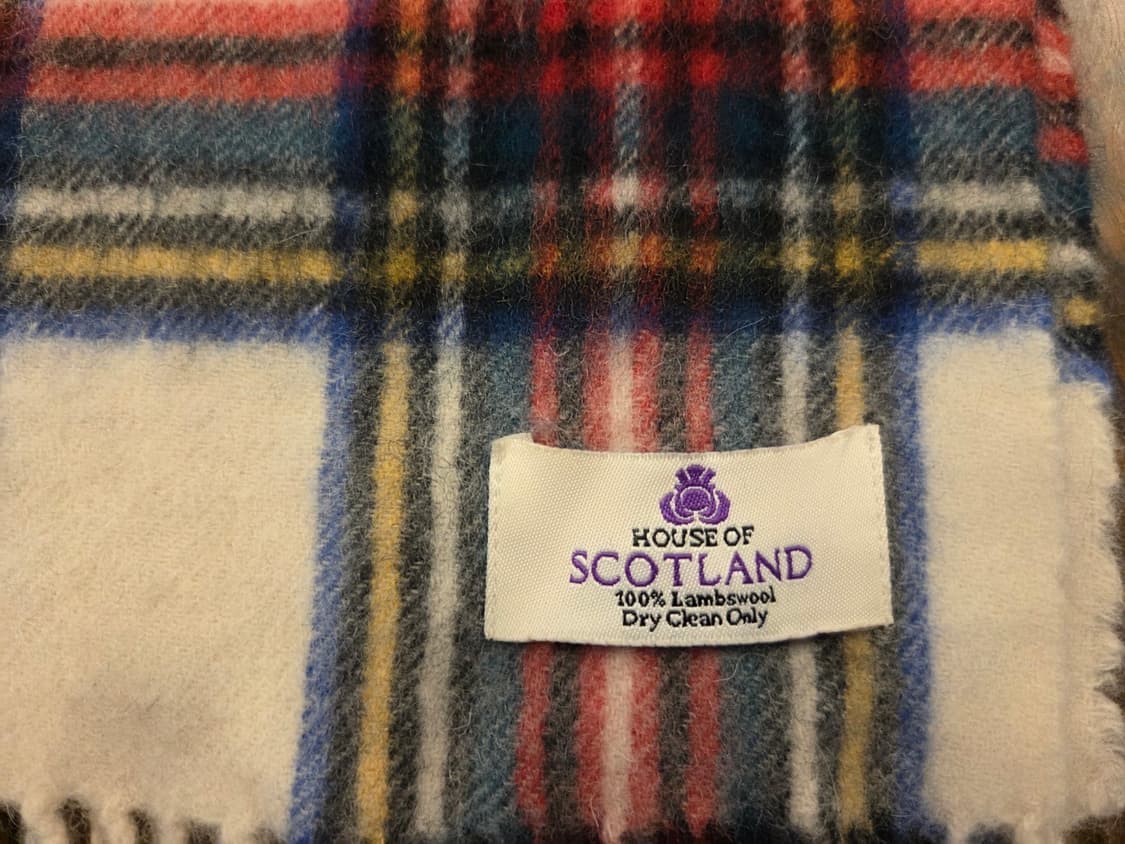 HOUSE OF
SCOTLAND
100% Lambswool
Dry Clean Only